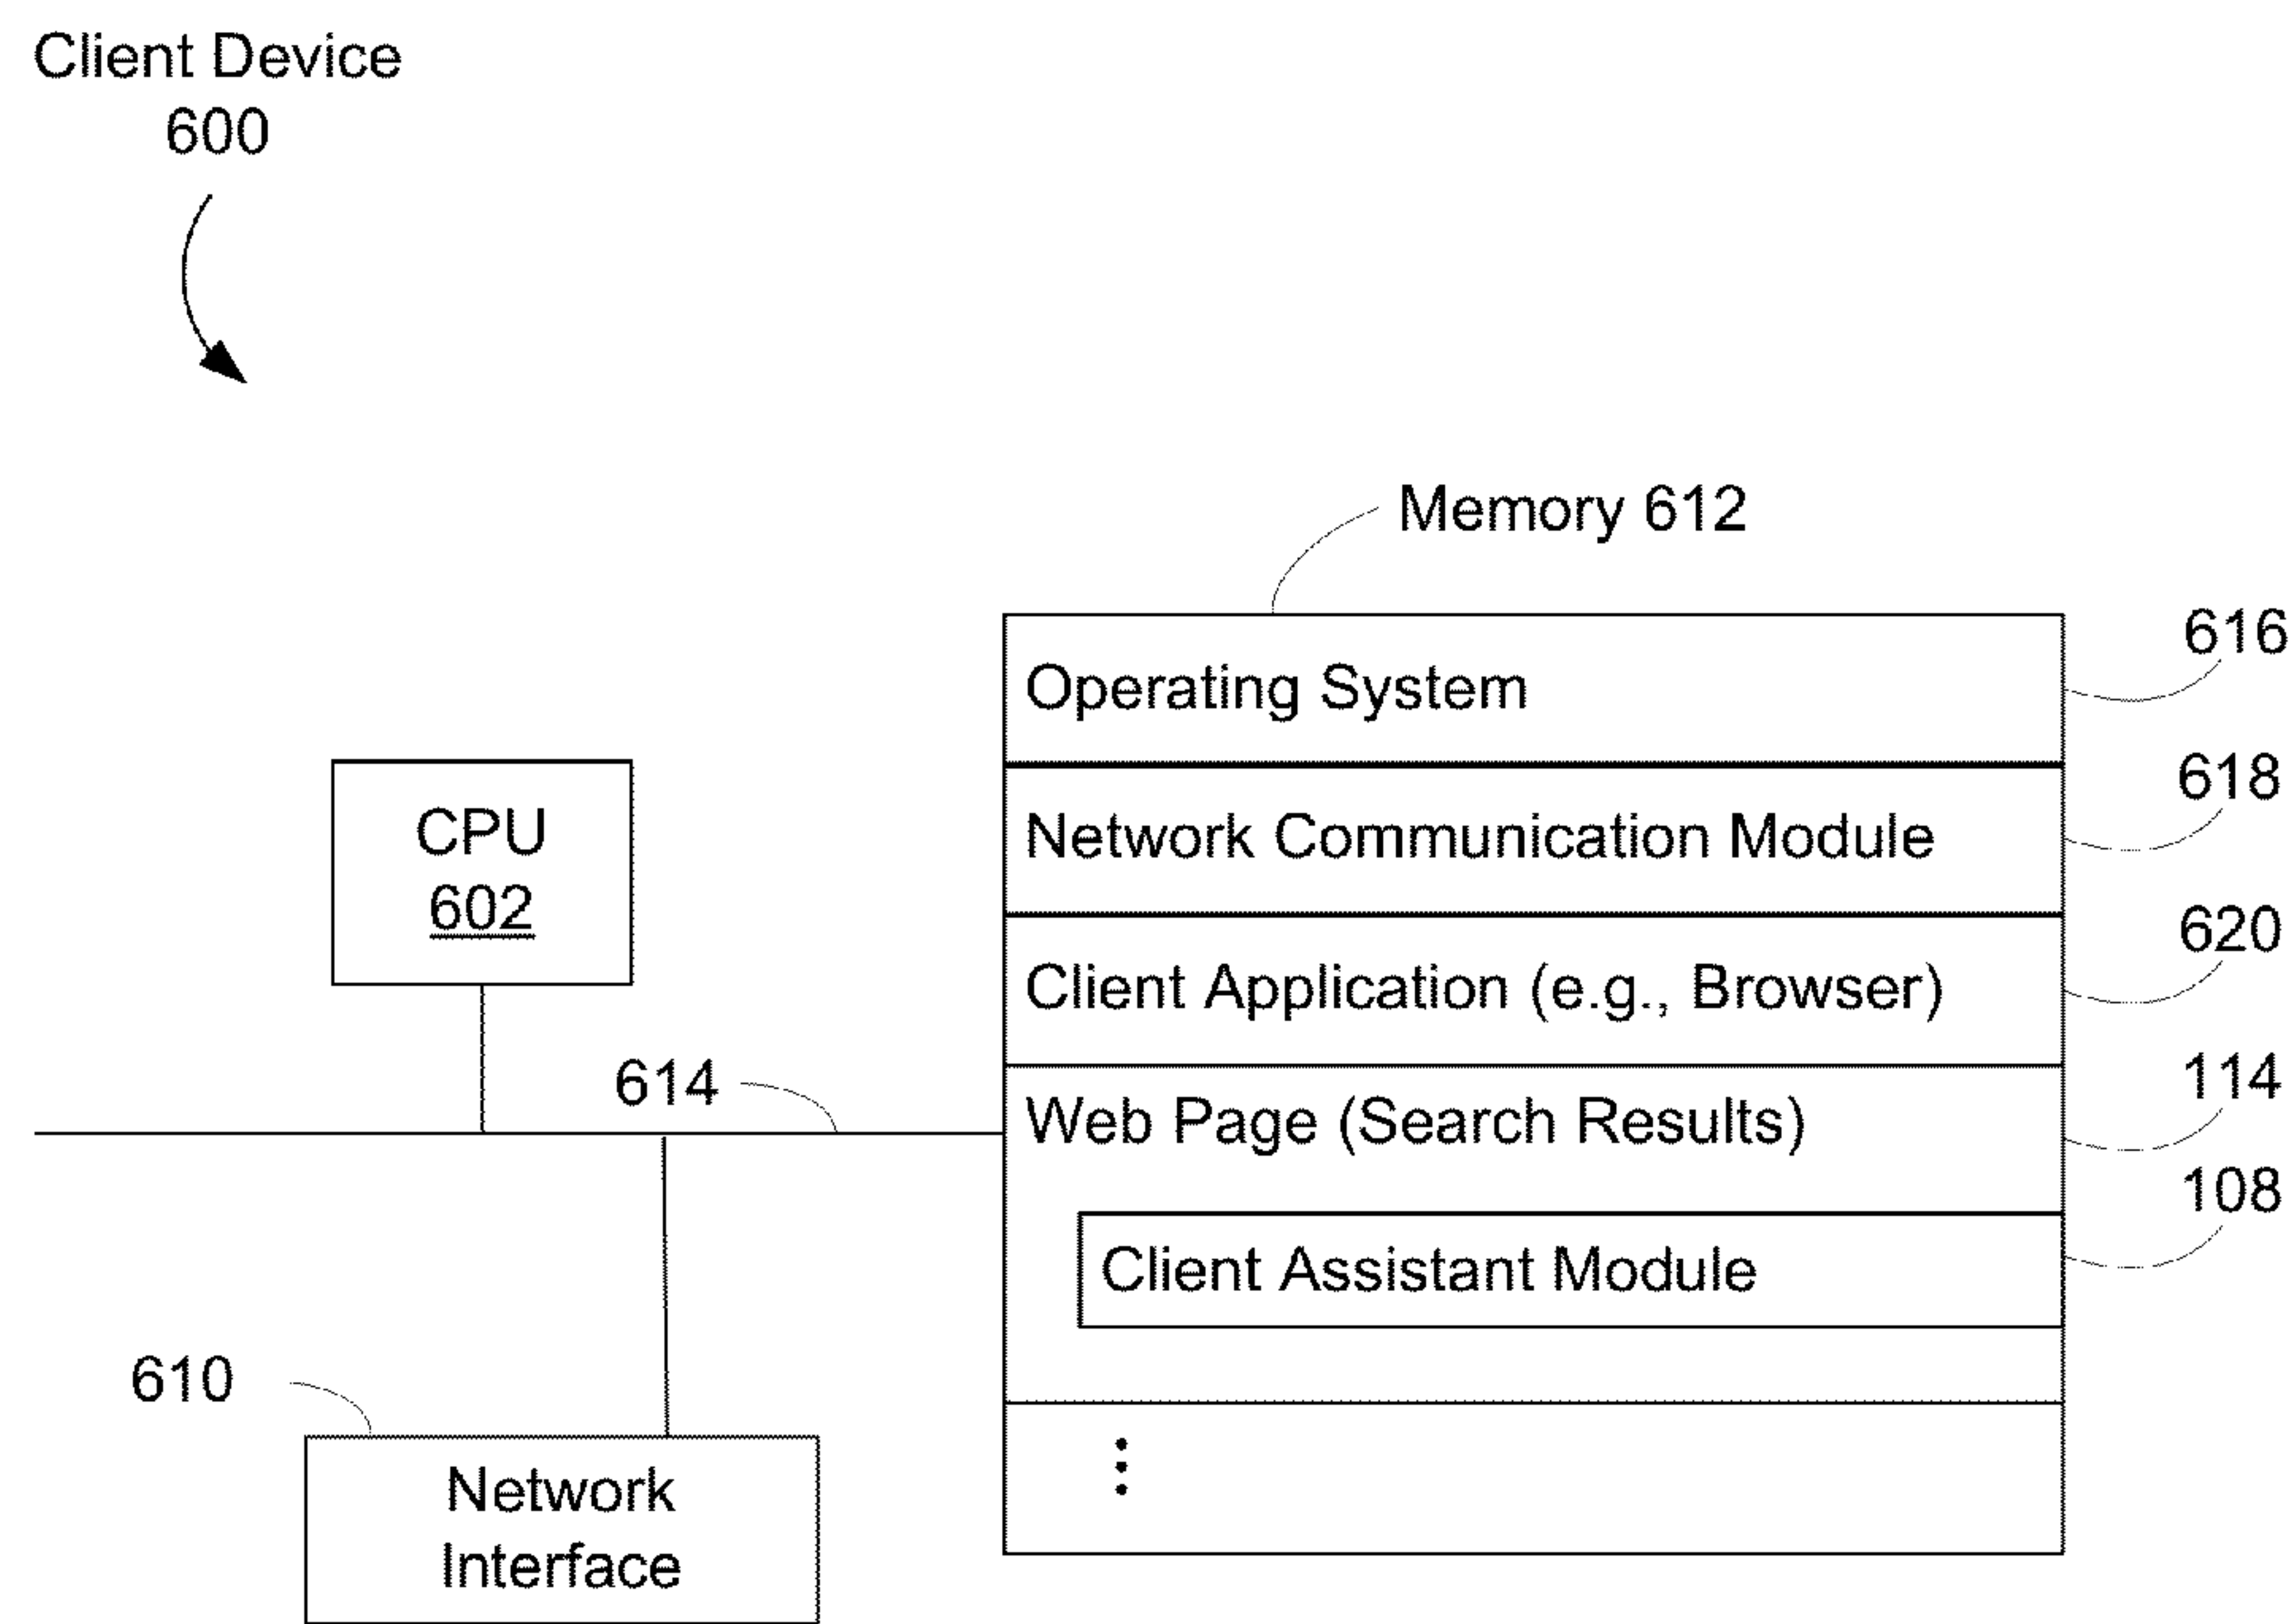 Client Device
600
Memory 612
Operating System
616
Network Communication Module
618
CPU
602
Client Application (e.g., Browser)
620
614
Web Page (Search Results)
114
Client Assistant Module
108
610
Network
Interface